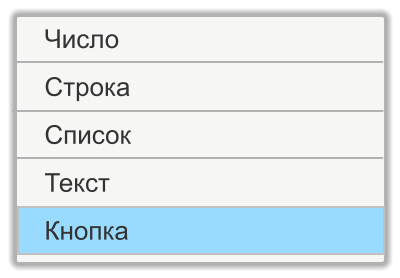 Число
Строка
Список
Текст
Кнопка